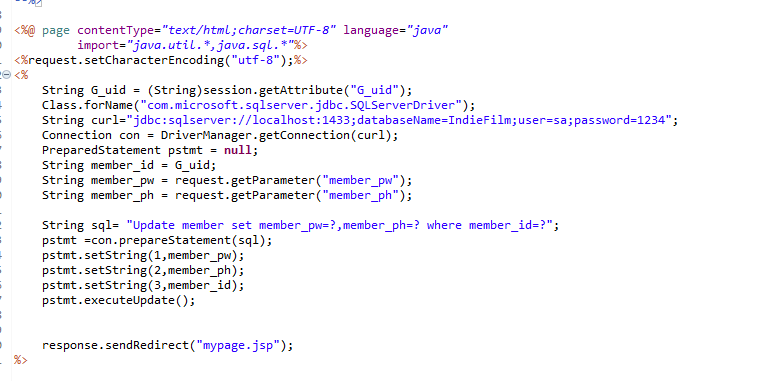 <%@ page contentType="text/html;charset=UTF-8" language="java"
import="java.util.*,java.sql.*"%>
<%request.setCharacterEncoding("utf-8");%>
<%
String G_uid = (String)session.getAttribute("G_uid");
Class.forName("com.microsoft.sqlserver.jdbc.SQLServerDriver");
String curl="jdbc:sqlserver://localhost:1433;databaseName=IndieFilm;user=sa;password=1234";
Connection con = DriverManager.getConnection(curl);
PreparedStatement pstmt = null;
String member_id = G_uid;
String member_pw = request.getParameter("member_pw");
String member_ph = request.getParameter("member_ph");
String sql= "Update member set member_pw=?,member_ph=? where member_id=?";
pstmt =con.prepareStatement(sql);
pstmt.setString(1,member_pw);
pstmt.setString(2,member_ph);
pstmt.setString(3,member_id);
pstmt.executeUpdate();
response.sendRedirect("mypage.jsp");
%>